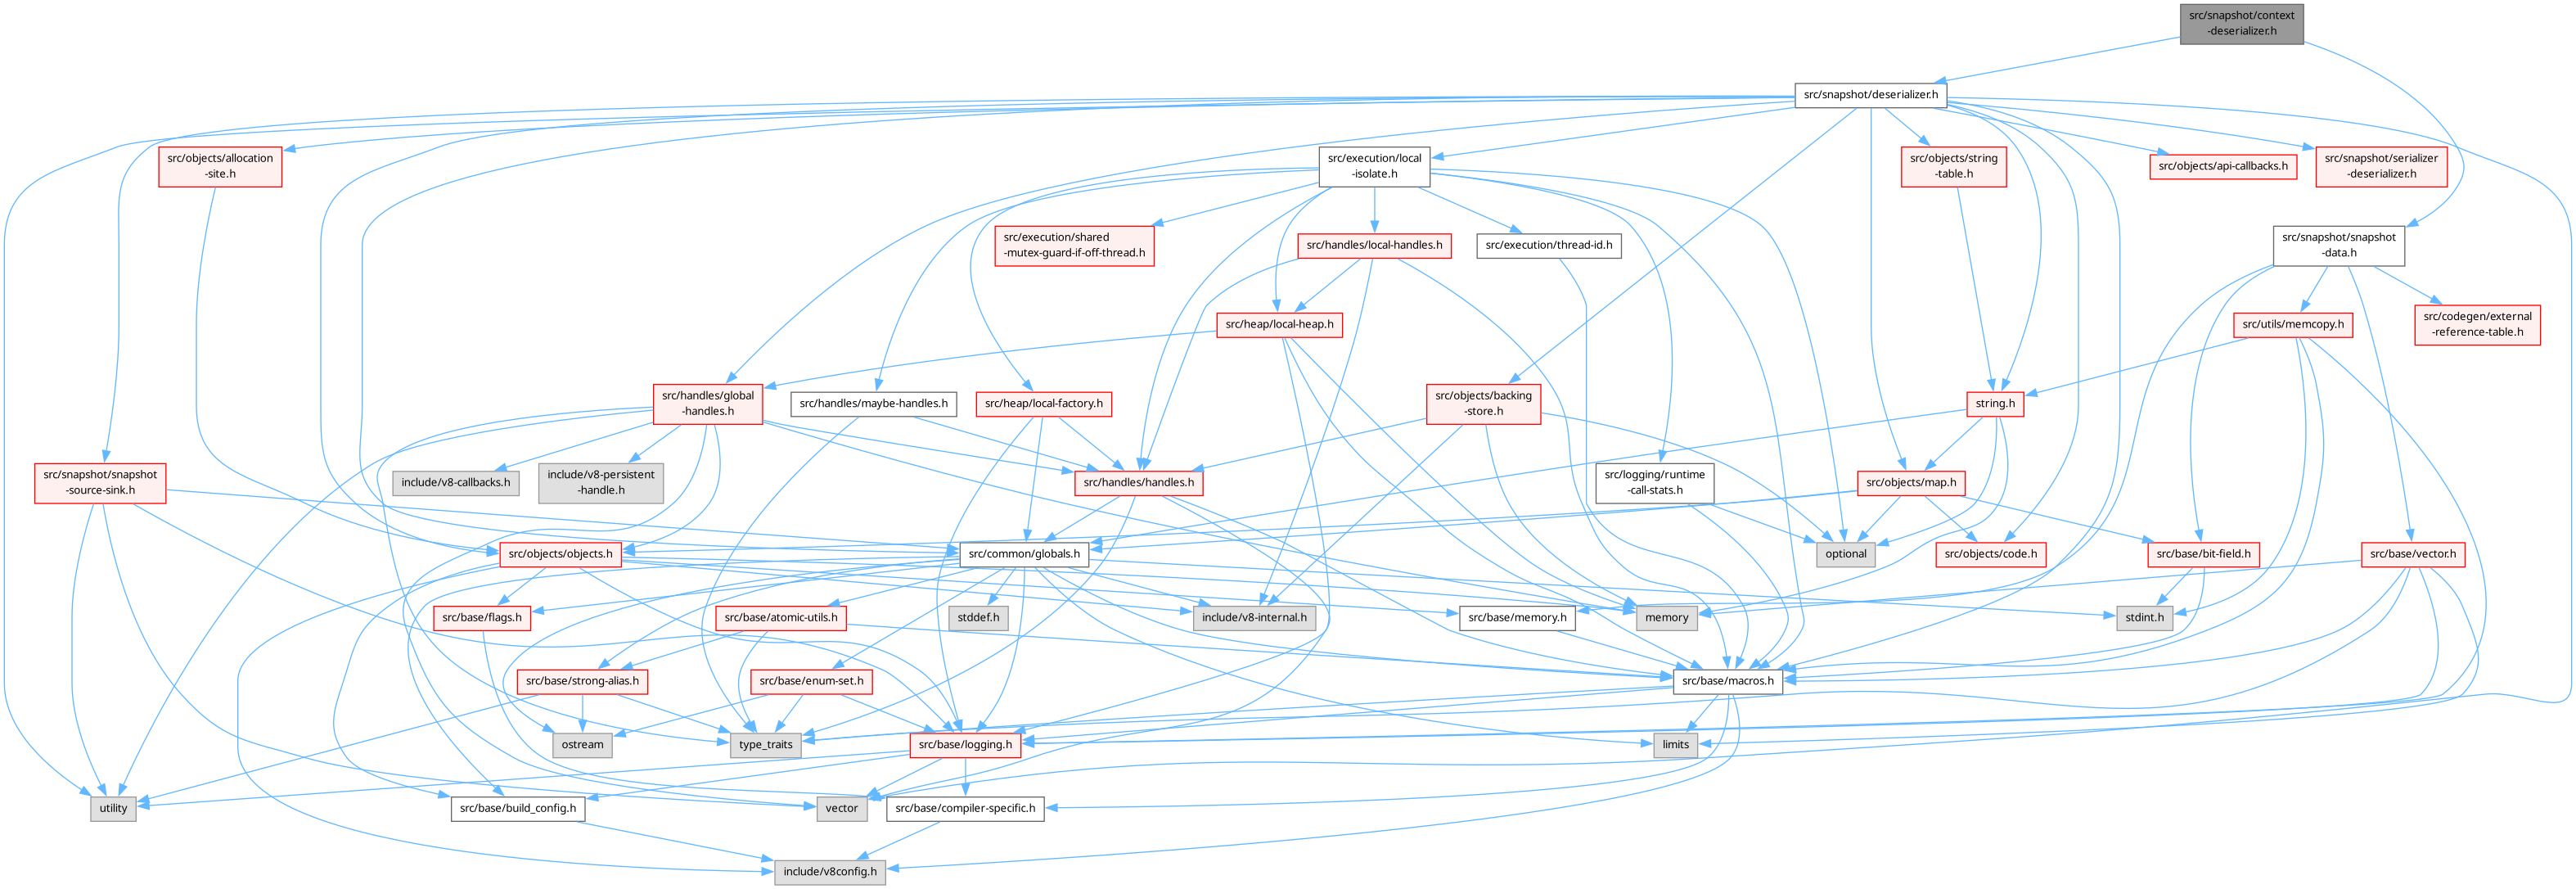 src/snapshot/context
-deserializer.h
src/snapshot/deserializer.h
src/objects/allocation
-site.h
src/execution/local
-isolate.h
src/objects/string
-table.h
src/objects/api-callbacks.h
src/snapshot/serializer
-deserializer.h
src/execution/shared
-mutex-guard-if-off-thread.h
src/handles/local-handles.h
src/execution/thread-id.h
src/snapshot/snapshot
-data.h
src/heap/local-heap.h
src/utils/memcopy.h
src/codegen/external
-reference-table.h
src/handles/global
-handles.h
src/handles/maybe-handles.h
src/heap/local-factory.h
src/objects/backing
-store.h
string.h
src/snapshot/snapshot
-source-sink.h
include/v8-callbacks.h
include/v8-persistent
-handle.h
src/handles/handles.h
src/logging/runtime
-call-stats.h
src/objects/map.h
src/objects/objects.h
src/common/globals.h
optional
src/objects/code.h
src/base/bit-field.h
src/base/vector.h
src/base/flags.h
src/base/atomic-utils.h
stddef.h
include/v8-internal.h
src/base/memory.h
memory
stdint.h
src/base/strong-alias.h
src/base/enum-set.h
src/base/macros.h
ostream
type_traits
src/base/logging.h
limits
utility
src/base/build_config.h
vector
src/base/compiler-specific.h
include/v8config.h